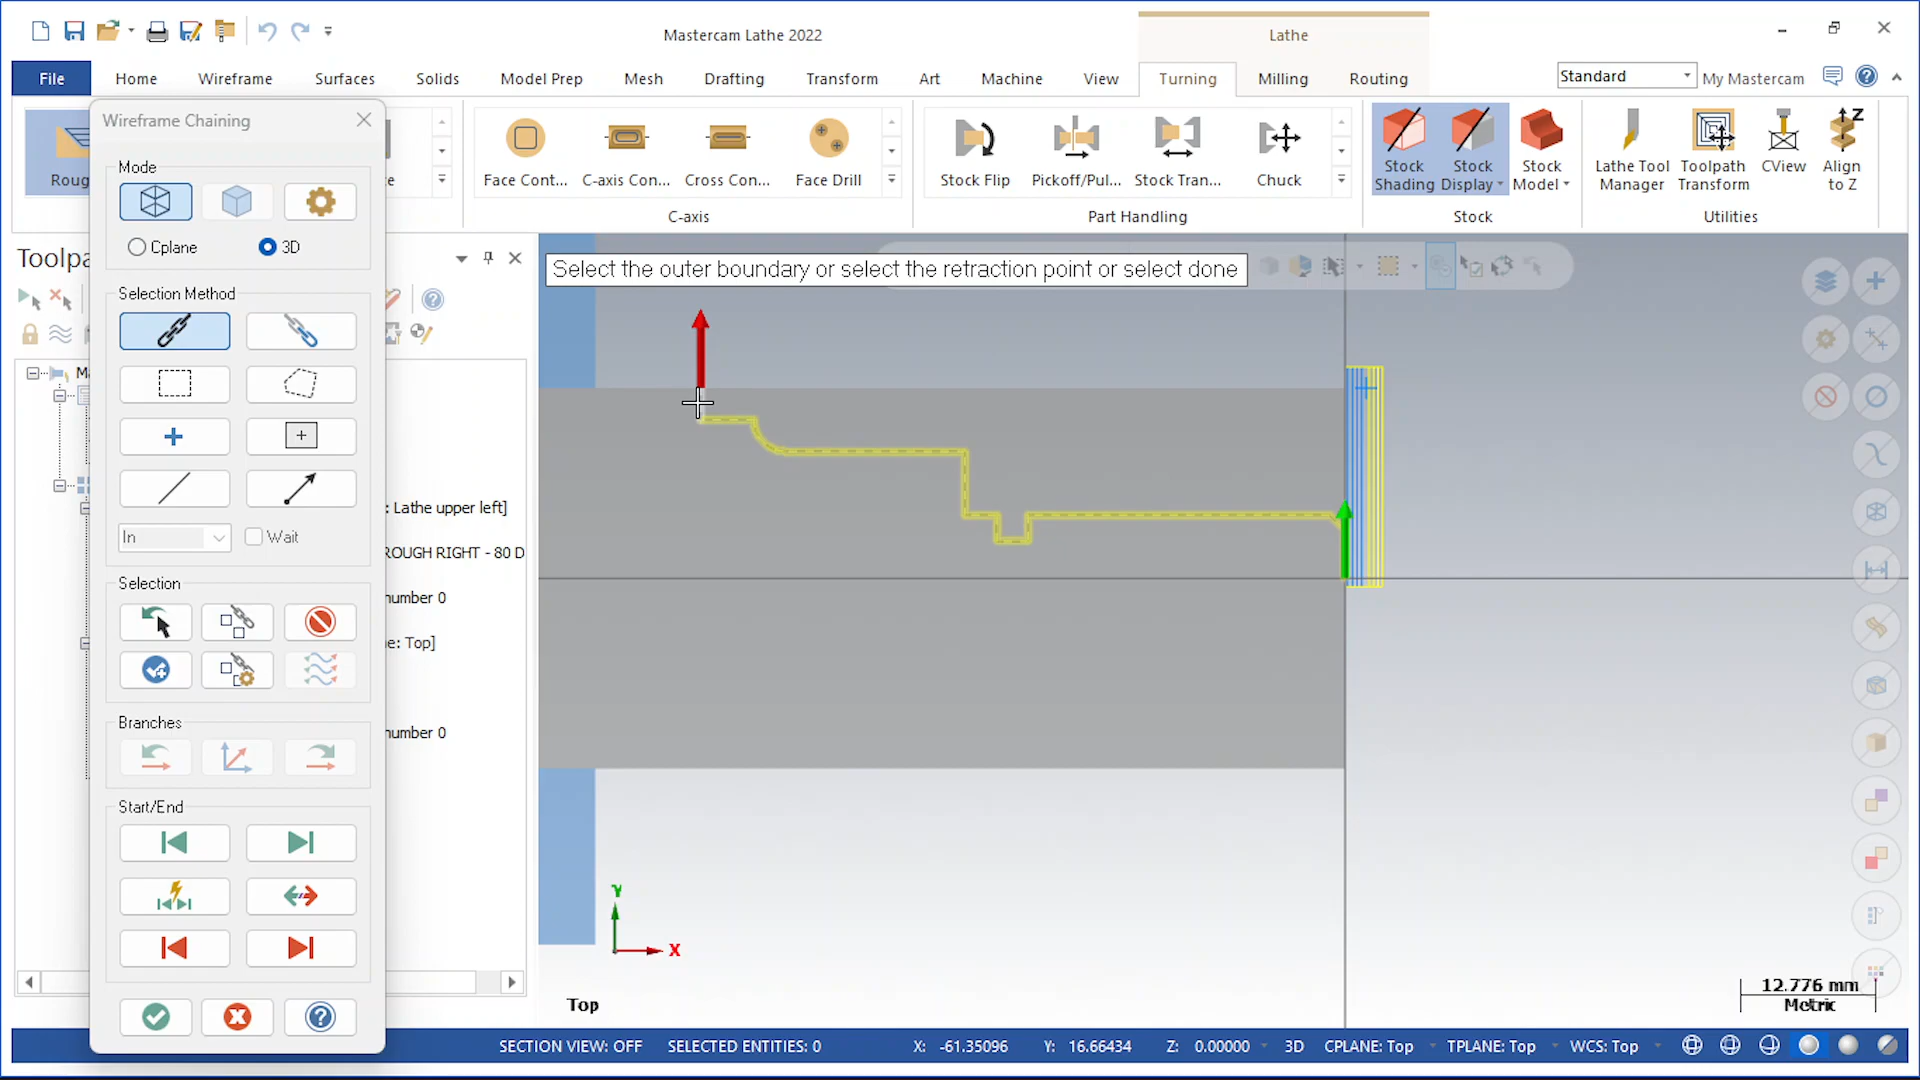 Mastercam Lathe 2022
Lathe
File
Home
Wireframe
Surfaces
Solids
Model Prep
Mesh
Drafting
Transform
Art
Machine
View
Turning
Milling
Routing
Standard
My Mastercam
Wireframe Chaining
Roug
Face Cont...
C-axis Con...
Cross Con...
Face Drill
Stock Flip
Pickoff/Pul...
Stock Tran...
Chuck
Stock Shading
Stock Display
Stock Model
Lathe Tool Manager
Toolpath Transform
CView
Align to Z
C-axis
Part Handling
Stock
Utilities
Mode
Cplane
3D
Toolpa
Select the outer boundary or select the retraction point or select done
Selection Method
Ma
: Lathe upper left]
In
Wait
ROUGH RIGHT - 80 D
Selection
number 0
e: Top]
Branches
number 0
Start/End
Y
X
Top
12.776 mm
Metric
SECTION VIEW: OFF
SELECTED ENTITIES: 0
X: -61.35096
Y: 16.66434
Z: 0.00000
3D
CPLANE: Top
TPLANE: Top
WCS: Top